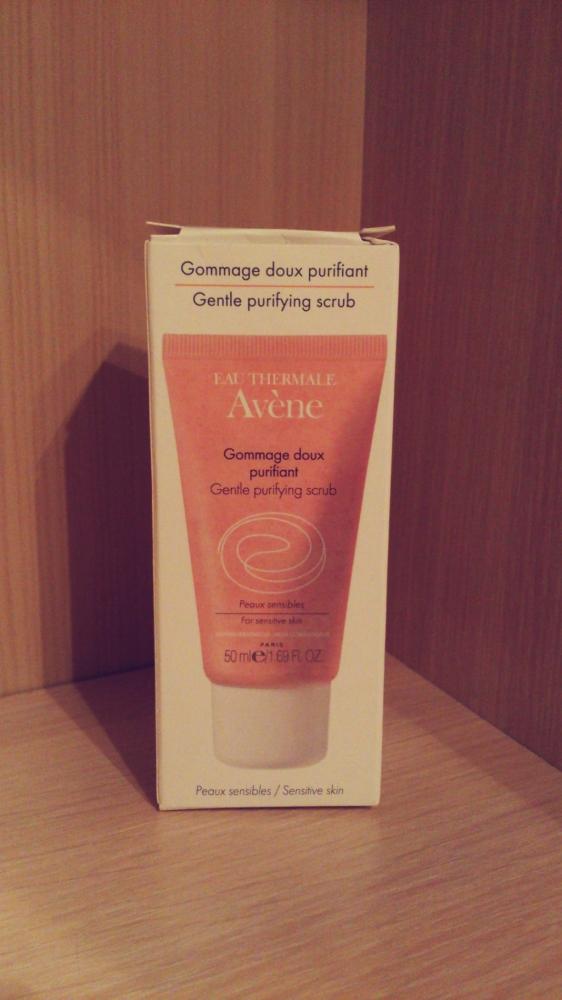 Gommage doux purifiant
Gentle purifying scrub
EAU THERMALE
Avène
Gommage doux
purifiant
Gentle purifying scrub
Peaux sensibles
For sensitive skin
PARIS
50 ml e/1.69 FL. OZ.
Peaux sensibles / Sensitive skin